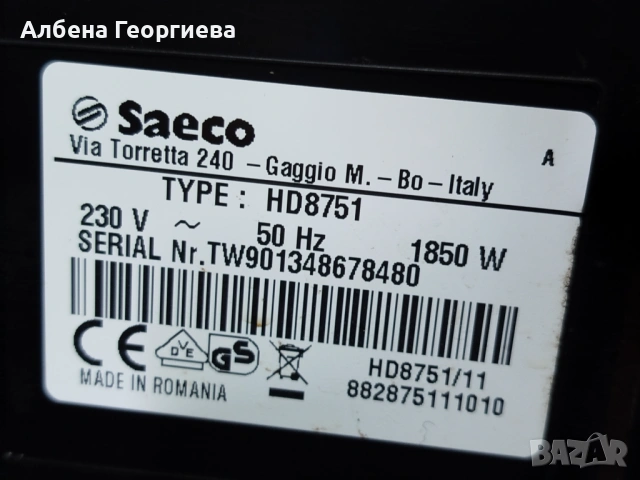 Албена Георгиева
Saeco
A
Via Torretta 240 - Gaggio M. - Bo - Italy
TYPE : HD8751
230 V ~ 50 Hz 1850 W
SERIAL Nr.TW901348678480
CE DVE GS
HD8751/11
MADE IN ROMANIA
882875111010
BAZAR